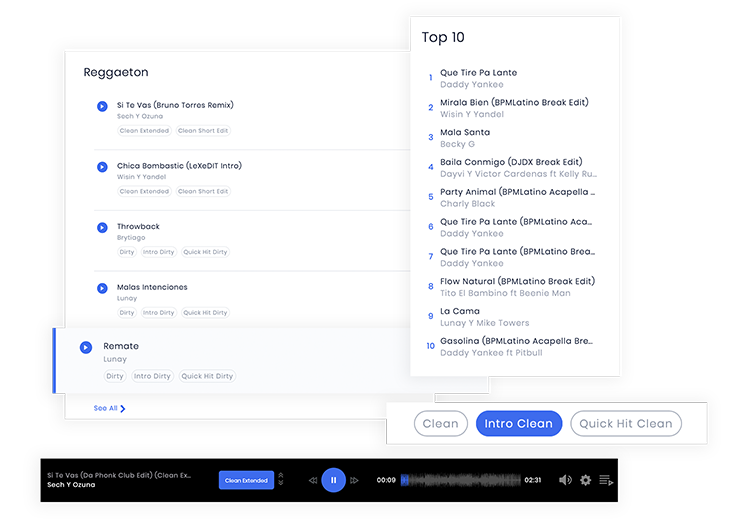 Reggaeton
Si Te Vas (Bruno Torres Remix)
Sech Y Ozuna
Clean Extended Clean Short Edit
Chica Bombastic (LeXeDIT Intro)
Wisin Y Yandel
Clean Extended Clean Short Edit
Throwback
Brytiago
Dirty Intro Dirty Quick Hit Dirty
Malas Intenciones
Lunay
Dirty Intro Dirty Quick Hit Dirty
Remate
Lunay
Dirty Intro Dirty Quick Hit Dirty
See All
Top 10
1 Que Tire Pa Lante
Daddy Yankee
2 Mirala Bien (BPMLatino Break Edit)
Wisin Y Yandel
3 Mala Santa
Becky G
4 Baila Conmigo (DJDX Break Edit)
Dayvi Y Victor Cardenas ft Kelly Ru...
5 Party Animal (BPMLatino Acapella ...
Charly Black
6 Que Tire Pa Lante (BPMLatino Aca...
Daddy Yankee
7 Que Tire Pa Lante (BPMLatino Brea...
Daddy Yankee
8 Flow Natural (BPMLatino Break Edit)
Tito El Bambino ft Beenie Man
9 La Cama
Lunay Y Mike Towers
10 Gasolina (BPMLatino Acapella Bre...
Daddy Yankee ft Pitbull
Clean Intro Clean Quick Hit Clean
Si Te Vas (Da Phonk Club Edit) (Clean Ex...
Sech Y Ozuna
Clean Extended
00:09 02:31